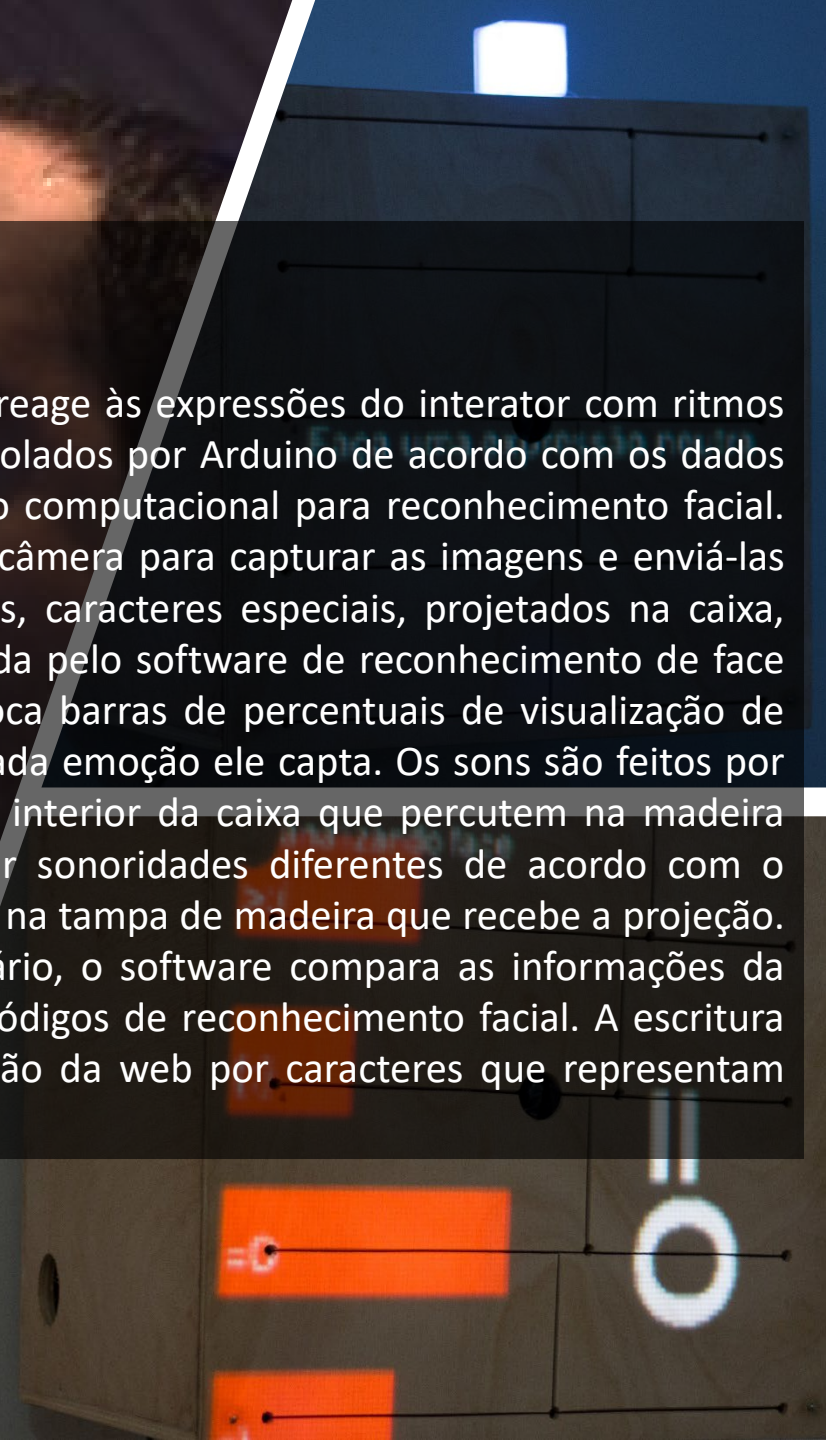 reage às expressões do interator com ritmos
olados por Arduino de acordo com os dados
o computacional para reconhecimento facial.
câmera para capturar as imagens e enviá-las
s, caracteres especiais, projetados na caixa,
da pelo software de reconhecimento de face
oca barras de percentuais de visualização de
ada emoção ele capta. Os sons são feitos por
interior da caixa que percutem na madeira
r sonoridades diferentes de acordo com o
na tampa de madeira que recebe a projeção.
ário, o software compara as informações da
ódigos de reconhecimento facial. A escritura
ão da web por caracteres que representam
=O
=O